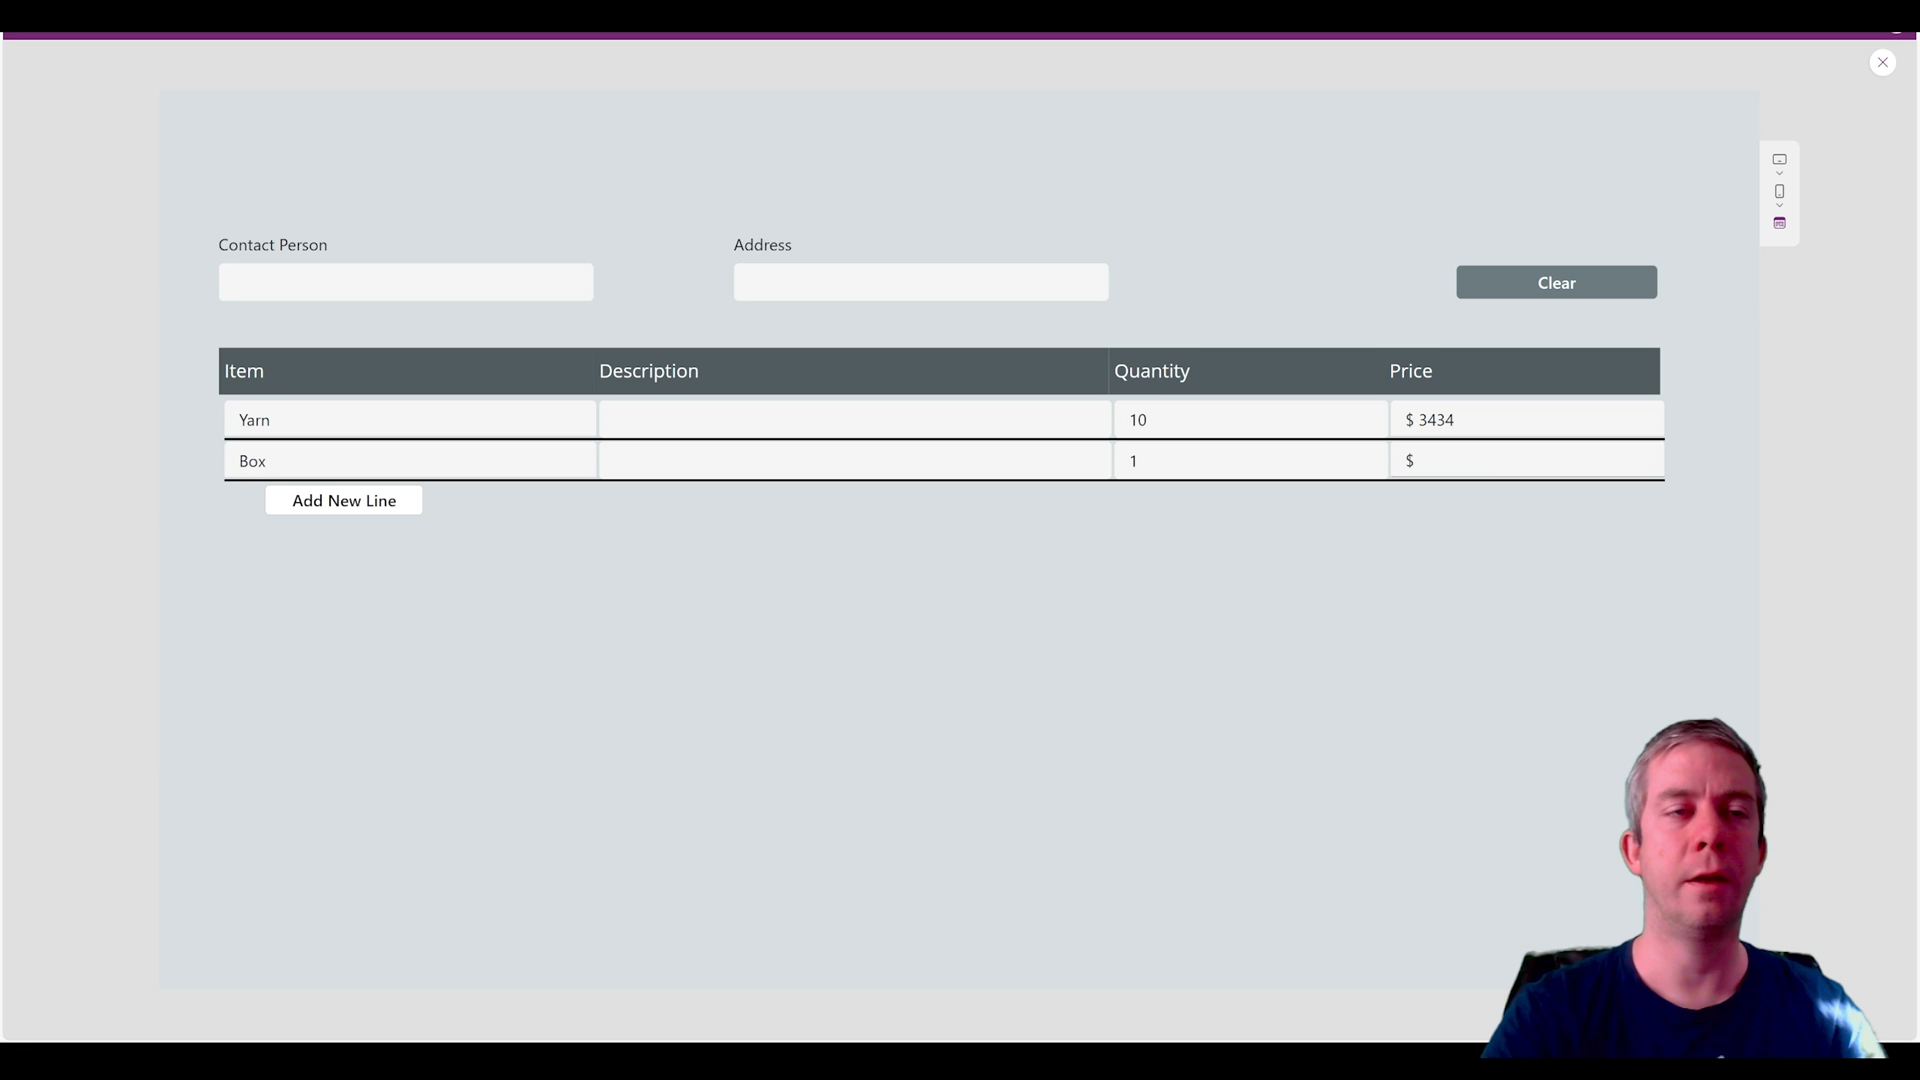 Contact Person Address
Clear
Item Description Quantity Price
Yarn 10 $ 3434
Box 1 $
Add New Line